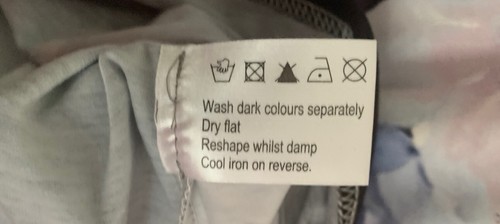 Wash dark colours separately
Dry flat
Reshape whilst damp
Cool iron on reverse.